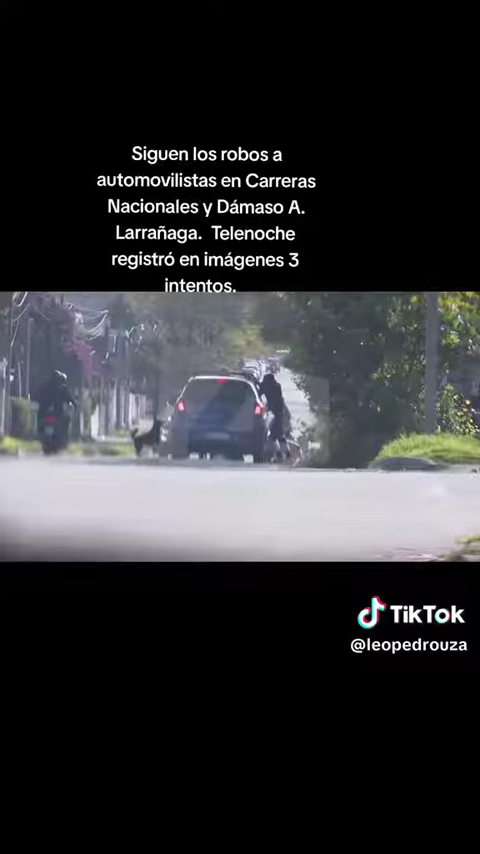 Siguen los robos a
automovilistas en Carreras
Nacionales y Dámaso A.
Larrañaga.  Telenoche
registró en imágenes 3
intentos.
TikTok
@leopedrouza